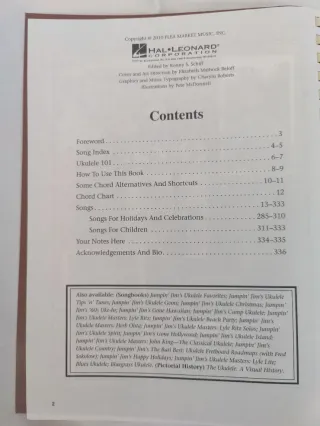 Copyright © 2010 FLEA MARKET MUSIC, INC.
HAL•LEONARD®
CORPORATION
Edited by Ronny S. Schiff
Cover and Art Direction by Elizabeth Maihock Beloff
Graphics and Music Typography by Charylu Roberts
Illustrations by Pete McDonnell
Contents
Foreword 3
Song Index 4–5
Ukulele 101 6–7
How To Use This Book 8–9
Some Chord Alternatives And Shortcuts 10–11
Chord Chart 12
Songs 13–333
Songs For Holidays And Celebrations 285–310
Songs For Children 311–333
Your Notes Here 334–335
Acknowledgements And Bio 336
Also available: (Songbooks) Jumpin' Jim's Ukulele Favorites; Jumpin' Jim's Ukulele
Tips 'n' Tunes; Jumpin' Jim's Ukulele Gems; Jumpin' Jim's Ukulele Christmas; Jumpin'
Jim's '60s Uke-In; Jumpin' Jim's Gone Hawaiian; Jumpin' Jim's Camp Ukulele; Jumpin'
Jim's Ukulele Masters: Lyle Ritz; Jumpin' Jim's Ukulele Beach Party; Jumpin' Jim's
Ukulele Masters: Herb Ohta; Jumpin' Jim's Ukulele Masters: Lyle Ritz Solos; Jumpin'
Jim's Ukulele Spirit; Jumpin' Jim's Gone Hollywood; Jumpin' Jim's Ukulele Island;
Jumpin' Jim's Ukulele Masters: John King—The Classical Ukulele; Jumpin' Jim's
Ukulele Country; Jumpin' Jim's The Bari Best; Ukulele Fretboard Roadmaps (with Fred
Sokolow); Jumpin' Jim's Happy Holidays; Jumpin' Jim's Ukulele Masters: Lyle Lite;
Blues Ukulele; Bluegrass Ukulele. (Pictorial History) The Ukulele: A Visual History.
2